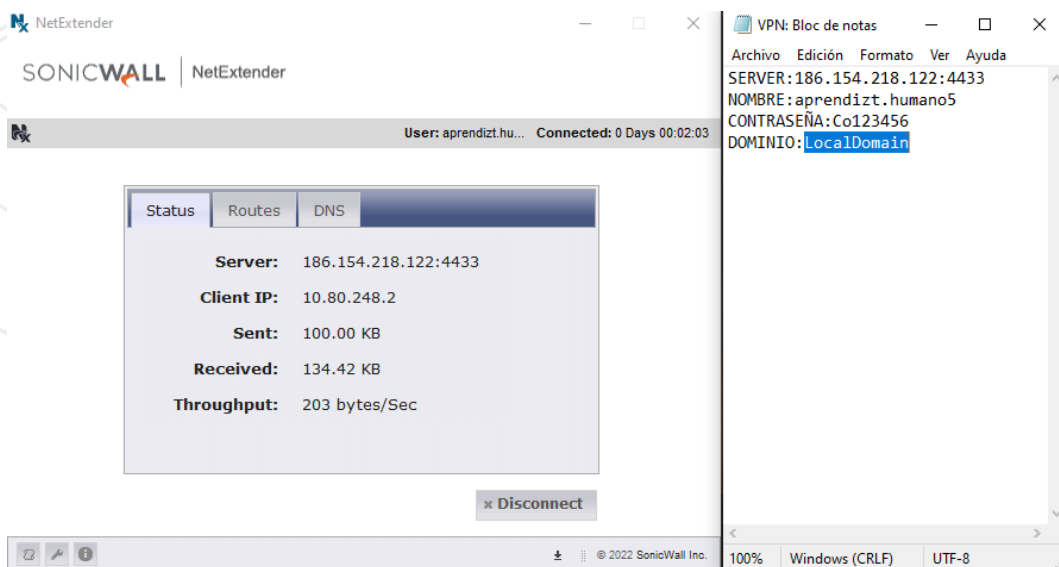 NetExtender
SONICWALL NetExtender
User: aprendizt.hu... Connected: 0 Days 00:02:03
Status Routes DNS
Server: 186.154.218.122:4433
Client IP: 10.80.248.2
Sent: 100.00 KB
Received: 134.42 KB
Throughput: 203 bytes/Sec
× Disconnect
© 2022 SonicWall Inc.
VPN: Bloc de notas
Archivo Edición Formato Ver Ayuda
SERVER:186.154.218.122:4433
NOMBRE:aprendizt.humano5
CONTRASEÑA:Co123456
DOMINIO:LocalDomain
100% Windows (CRLF) UTF-8